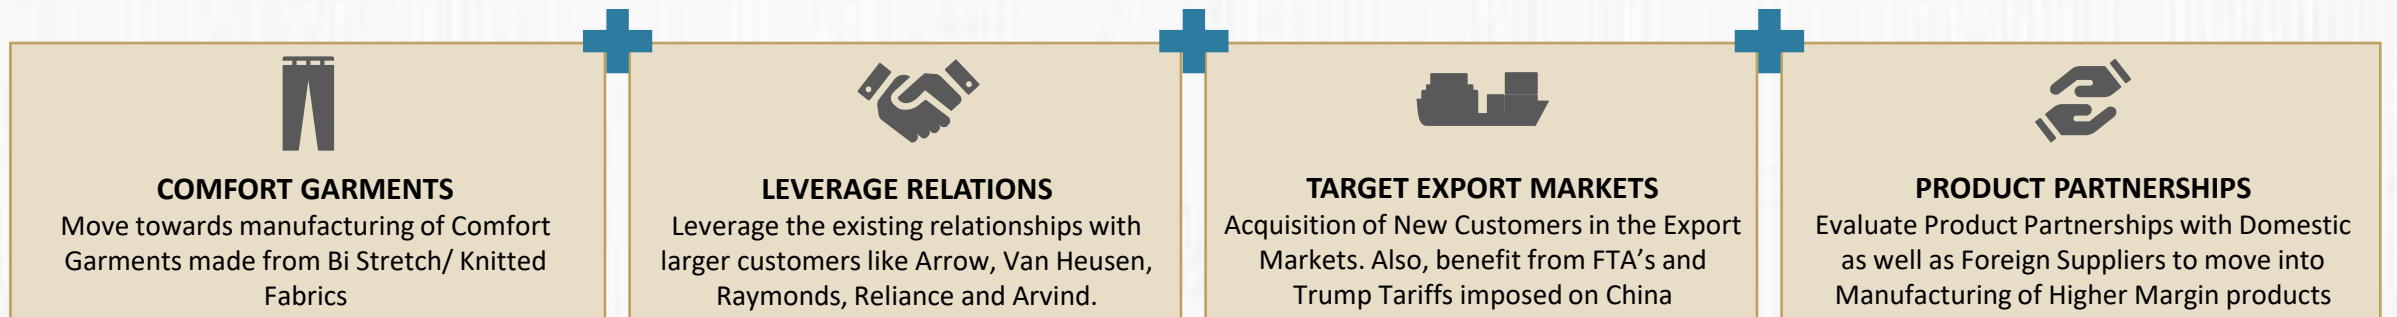 COMFORT GARMENTS
Move towards manufacturing of Comfort
Garments made from Bi Stretch/ Knitted
Fabrics
LEVERAGE RELATIONS
Leverage the existing relationships with
larger customers like Arrow, Van Heusen,
Raymonds, Reliance and Arvind.
TARGET EXPORT MARKETS
Acquisition of New Customers in the Export
Markets. Also, benefit from FTA’s and
Trump Tariffs imposed on China
PRODUCT PARTNERSHIPS
Evaluate Product Partnerships with Domestic
as well as Foreign Suppliers to move into
Manufacturing of Higher Margin products